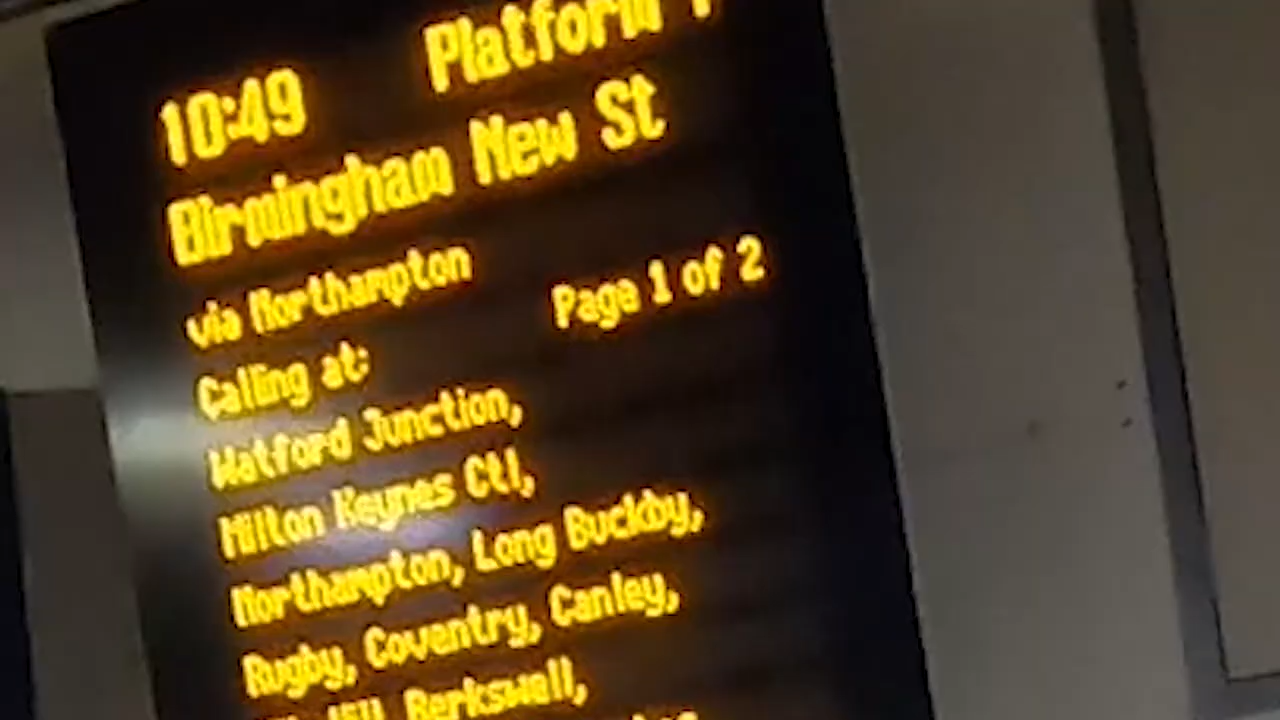 10:49 Platform
Birmingham New St
via Northampton
Page 1 of 2
Calling at:
Watford Junction,
Milton Keynes Ctl,
Northampton, Long Buckby,
Rugby, Coventry, Canley,
Berkswell,